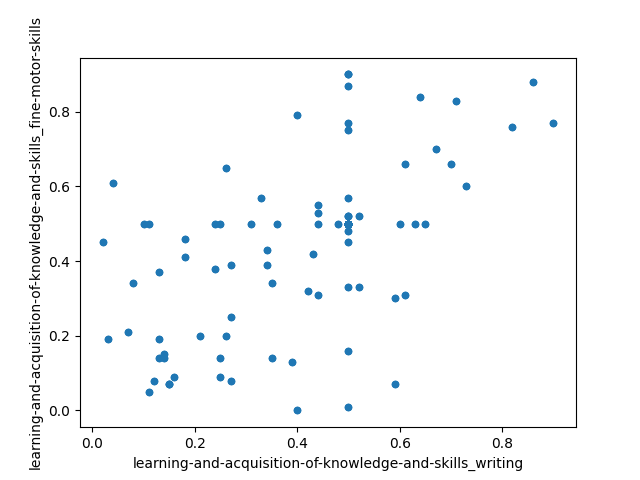 learning-and-acquisition-of-knowledge-and-skills_fine-motor-skills
0.8
0.6
0.4
0.2
0.0
0.0 0.2 0.4 0.6 0.8
learning-and-acquisition-of-knowledge-and-skills_writing